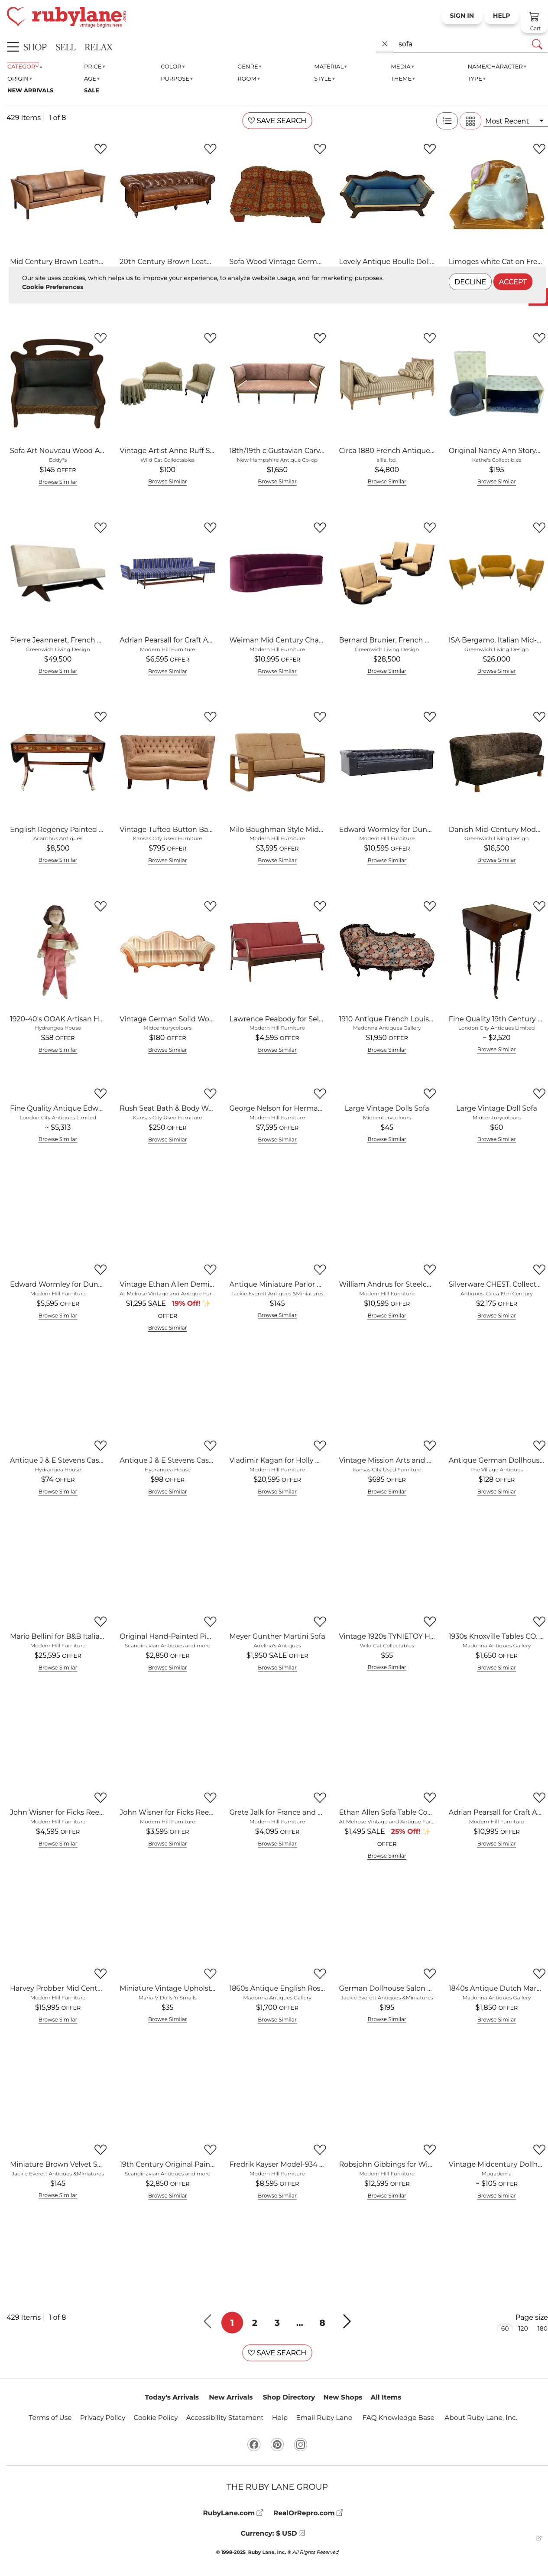 rubylane
vintage begins here
SIGN IN
HELP
Cart
SHOP SELL RELAX
sofa
CATEGORY PRICE COLOR GENRE MATERIAL MEDIA NAME/CHARACTER
ORIGIN AGE PURPOSE ROOM STYLE THEME TYPE
NEW ARRIVALS SALE
429 Items 1 of 8
SAVE SEARCH
Most Recent
Mid Century Brown Leath...
20th Century Brown Leat...
Sofa Wood Vintage Germ...
Lovely Antique Boulle Doll...
Limoges white Cat on Fre...
Our site uses cookies, which helps us to improve your experience, to analyze website usage, and for marketing purposes.
Cookie Preferences
DECLINE
ACCEPT
Sofa Art Nouveau Wood A...
Eddy*s
$145 OFFER
Browse Similar
Vintage Artist Anne Ruff S...
Wild Cat Collectables
$100
Browse Similar
18th/19th c Gustavian Carv...
New Hampshire Antique Co-op
$1,650
Browse Similar
Circa 1880 French Antique...
silla, ltd.
$4,800
Browse Similar
Original Nancy Ann Story...
Kathe's Collectibles
$195
Browse Similar
Pierre Jeanneret, French ...
Greenwich Living Design
$49,500
Browse Similar
Adrian Pearsall for Craft A...
Modern Hill Furniture
$6,595 OFFER
Browse Similar
Weiman Mid Century Cha...
Modern Hill Furniture
$10,995 OFFER
Browse Similar
Bernard Brunier, French ...
Greenwich Living Design
$28,500
Browse Similar
ISA Bergamo, Italian Mid-...
Greenwich Living Design
$26,000
Browse Similar
English Regency Painted ...
Acanthus Antiques
$8,500
Browse Similar
Vintage Tufted Button Ba...
Kansas City Used Furniture
$795 OFFER
Browse Similar
Milo Baughman Style Mid...
Modern Hill Furniture
$3,595 OFFER
Browse Similar
Edward Wormley for Dun...
Modern Hill Furniture
$10,595 OFFER
Browse Similar
Danish Mid-Century Mod...
Greenwich Living Design
$16,500
Browse Similar
1920-40's OOAK Artisan H...
Hydrangea House
$58 OFFER
Browse Similar
Vintage German Solid Wo...
Midcenturycolours
$180 OFFER
Browse Similar
Lawrence Peabody for Sel...
Modern Hill Furniture
$4,595 OFFER
Browse Similar
1910 Antique French Louis...
Madonna Antiques Gallery
$1,950 OFFER
Browse Similar
Fine Quality 19th Century ...
London City Antiques Limited
~ $2,520
Browse Similar
Fine Quality Antique Edw...
London City Antiques Limited
~ $5,313
Browse Similar
Rush Seat Bath & Body W...
Kansas City Used Furniture
$250 OFFER
Browse Similar
George Nelson for Herma...
Modern Hill Furniture
$7,595 OFFER
Browse Similar
Large Vintage Dolls Sofa
Midcenturycolours
$45
Browse Similar
Large Vintage Doll Sofa
Midcenturycolours
$60
Browse Similar
Edward Wormley for Dun...
Modern Hill Furniture
$5,595 OFFER
Browse Similar
Vintage Ethan Allen Demi...
At Melrose Vintage and Antique Fur...
$1,295 SALE 19% Off! ✨
OFFER
Browse Similar
Antique Miniature Parlor ...
Jackie Everett Antiques &Miniatures
$145
Browse Similar
William Andrus for Steelc...
Modern Hill Furniture
$10,595 OFFER
Browse Similar
Silverware CHEST, Collect...
Antiques, Circa 19th Century
$2,175 OFFER
Browse Similar
Antique J & E Stevens Cas...
Hydrangea House
$74 OFFER
Browse Similar
Antique J & E Stevens Cas...
Hydrangea House
$98 OFFER
Browse Similar
Vladimir Kagan for Holly ...
Modern Hill Furniture
$20,595 OFFER
Browse Similar
Vintage Mission Arts and ...
Kansas City Used Furniture
$695 OFFER
Browse Similar
Antique German Dollhous...
The Village Antiques
$128 OFFER
Browse Similar
Mario Bellini for B&B Italia...
Modern Hill Furniture
$25,595 OFFER
Browse Similar
Original Hand-Painted Pi...
Scandinavian Antiques and more
$2,850 OFFER
Browse Similar
Meyer Gunther Martini Sofa
Adelina's Antiques
$1,950 SALE OFFER
Browse Similar
Vintage 1920s TYNIETOY H...
Wild Cat Collectables
$55
Browse Similar
1930s Knoxville Tables CO. ...
Madonna Antiques Gallery
$1,650 OFFER
Browse Similar
John Wisner for Ficks Ree...
Modern Hill Furniture
$4,595 OFFER
Browse Similar
John Wisner for Ficks Ree...
Modern Hill Furniture
$3,595 OFFER
Browse Similar
Grete Jalk for France and ...
Modern Hill Furniture
$4,095 OFFER
Browse Similar
Ethan Allen Sofa Table Co...
At Melrose Vintage and Antique Fur...
$1,495 SALE 25% Off! ✨
OFFER
Browse Similar
Adrian Pearsall for Craft A...
Modern Hill Furniture
$10,995 OFFER
Browse Similar
Harvey Probber Mid Cent...
Modern Hill Furniture
$15,995 OFFER
Browse Similar
Miniature Vintage Upholst...
Maria-V Dolls 'n Smalls
$35
Browse Similar
1860s Antique English Ros...
Madonna Antiques Gallery
$1,700 OFFER
Browse Similar
German Dollhouse Salon ...
Jackie Everett Antiques &Miniatures
$195
Browse Similar
1840s Antique Dutch Mar...
Madonna Antiques Gallery
$1,850 OFFER
Browse Similar
Miniature Brown Velvet S...
Jackie Everett Antiques &Miniatures
$145
Browse Similar
19th Century Original Pain...
Scandinavian Antiques and more
$2,850 OFFER
Browse Similar
Fredrik Kayser Model-934 ...
Modern Hill Furniture
$8,595 OFFER
Browse Similar
Robsjohn Gibbings for Wi...
Modern Hill Furniture
$12,595 OFFER
Browse Similar
Vintage Midcentury Dollh...
Muqadema
~ $105 OFFER
Browse Similar
429 Items 1 of 8
1 2 3 ... 8
Page size
60 120 180
SAVE SEARCH
Today's Arrivals New Arrivals Shop Directory New Shops All Items
Terms of Use Privacy Policy Cookie Policy Accessibility Statement Help Email Ruby Lane FAQ Knowledge Base About Ruby Lane, Inc.
THE RUBY LANE GROUP
RubyLane.com RealOrRepro.com
Currency: $ USD
© 1998-2025 Ruby Lane, Inc. ® All Rights Reserved